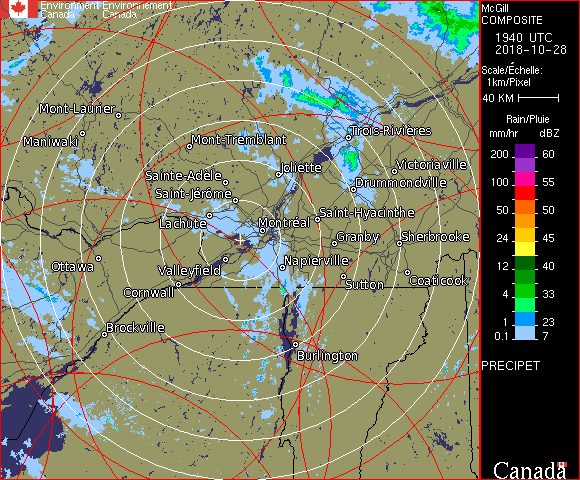 Environment Environnement
Canada Canada
McGill
COMPOSITE
1940 UTC
2018-10-28
Scale/Échelle:
1km/Pixel
40 KM
Rain/Pluie
mm/hr dBZ
200 60
100 55
50 50
24 45
12 40
4 33
1 23
0.1 7
PRECIPET
Canada
Mont-Laurier
Maniwaki
Mont-Tremblant
Trois-Rivières
Sainte-Adèle
Joliette
Victoriaville
Saint-Jérôme
Drummondville
Lachute
Montréal
Saint-Hyacinthe
Granby
Sherbrooke
Ottawa
Valleyfield
Napierville
Cornwall
Sutton
Coaticook
Brockville
Burlington